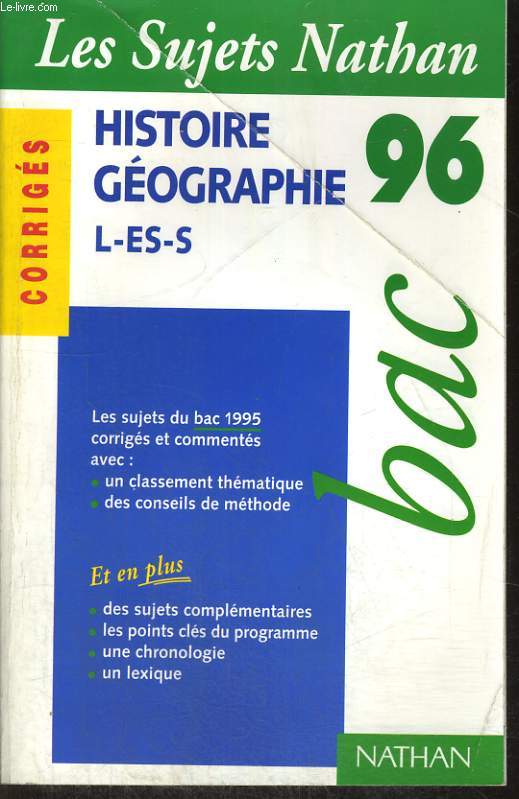 Le-livre.com
Les Sujets Nathan
CORRIGÉS
HISTOIRE
GÉOGRAPHIE
96
L-ES-S
bac
Les sujets du bac 1995
corrigés et commentés
avec :
• un classement thématique
• des conseils de méthode
Et en plus
• des sujets complémentaires
• les points clés du programme
• une chronologie
• un lexique
NATHAN